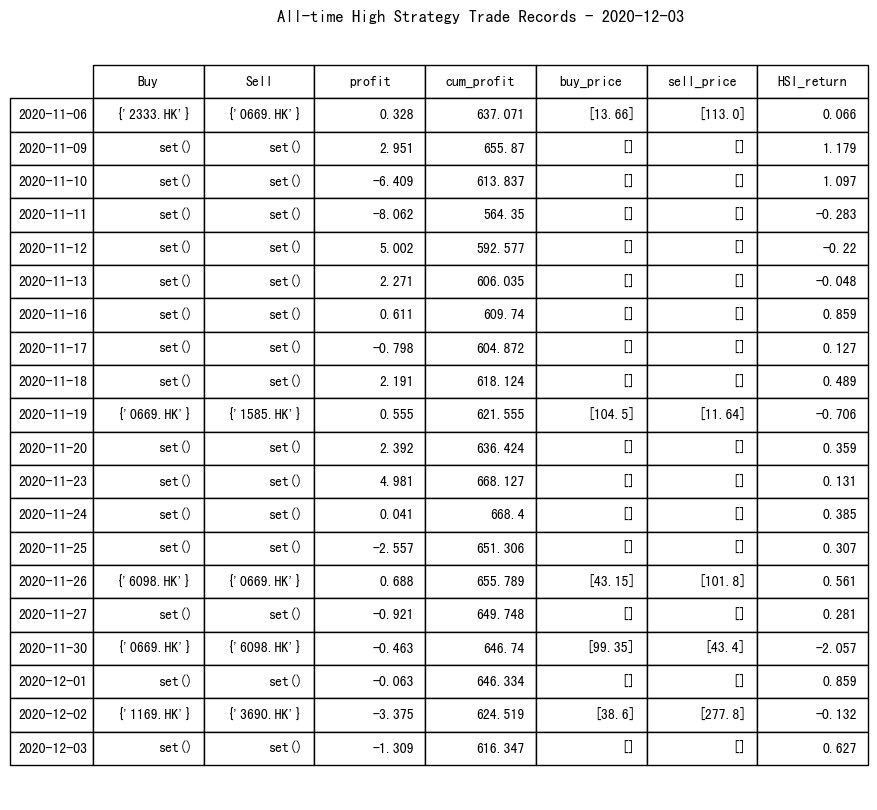 All-time High Strategy Trade Records - 2020-12-03
Buy Sell profit cum_profit buy_price sell_price HSI_return
2020-11-06 {'2333.HK'} {'0669.HK'} 0.328 637.071 [13.66] [113.0] 0.066
2020-11-09 set() set() 2.951 655.87 [] [] 1.179
2020-11-10 set() set() -6.409 613.837 [] [] 1.097
2020-11-11 set() set() -8.062 564.35 [] [] -0.283
2020-11-12 set() set() 5.002 592.577 [] [] -0.22
2020-11-13 set() set() 2.271 606.035 [] [] -0.048
2020-11-16 set() set() 0.611 609.74 [] [] 0.859
2020-11-17 set() set() -0.798 604.872 [] [] 0.127
2020-11-18 set() set() 2.191 618.124 [] [] 0.489
2020-11-19 {'0669.HK'} {'1585.HK'} 0.555 621.555 [104.5] [11.64] -0.706
2020-11-20 set() set() 2.392 636.424 [] [] 0.359
2020-11-23 set() set() 4.981 668.127 [] [] 0.131
2020-11-24 set() set() 0.041 668.4 [] [] 0.385
2020-11-25 set() set() -2.557 651.306 [] [] 0.307
2020-11-26 {'6098.HK'} {'0669.HK'} 0.688 655.789 [43.15] [101.8] 0.561
2020-11-27 set() set() -0.921 649.748 [] [] 0.281
2020-11-30 {'0669.HK'} {'6098.HK'} -0.463 646.74 [99.35] [43.4] -2.057
2020-12-01 set() set() -0.063 646.334 [] [] 0.859
2020-12-02 {'1169.HK'} {'3690.HK'} -3.375 624.519 [38.6] [277.8] -0.132
2020-12-03 set() set() -1.309 616.347 [] [] 0.627